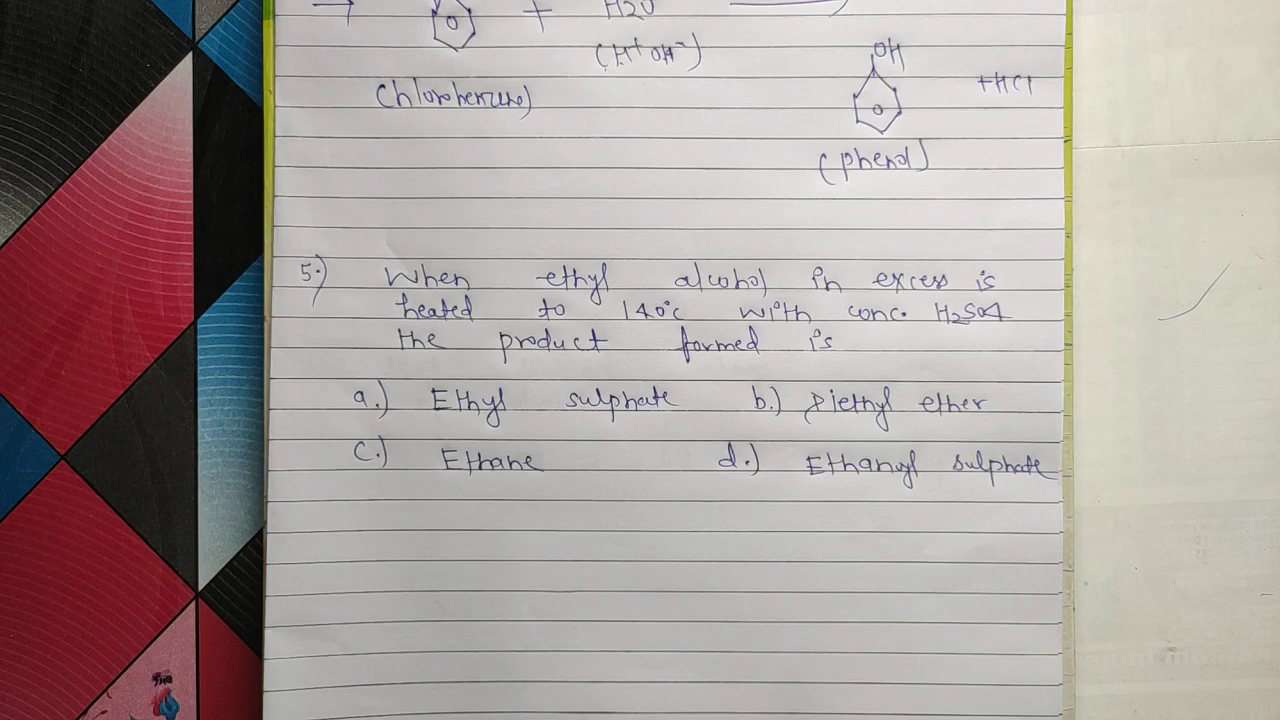 → + H2O
(H+ OH-)
OH
+HCl
(Chlorobenzene)
(phenol)
5.) When ethyl alcohol in excess is
heated to 140°c with conc. H2SO4
the product formed is
a.) Ethyl sulphate b.) Diethyl ether
c.) Ethane d.) Ethanyl sulphate